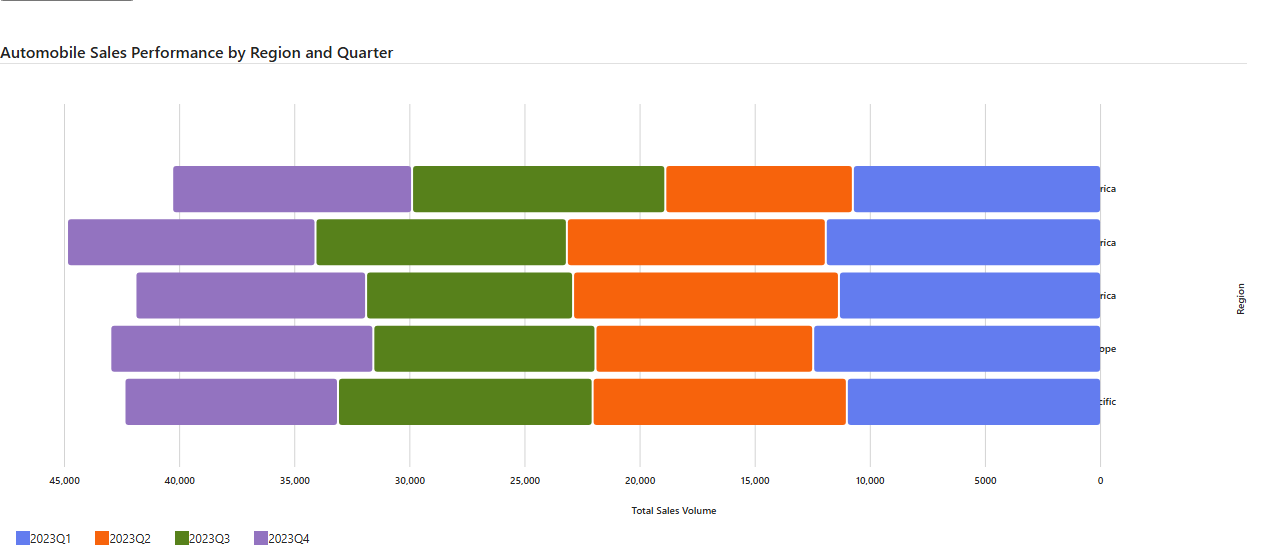 Automobile Sales Performance by Region and Quarter
rica
rica
rica
Region
ope
cific
45,000 40,000 35,000 30,000 25,000 20,000 15,000 10,000 5000 0
Total Sales Volume
2023Q1 2023Q2 2023Q3 2023Q4